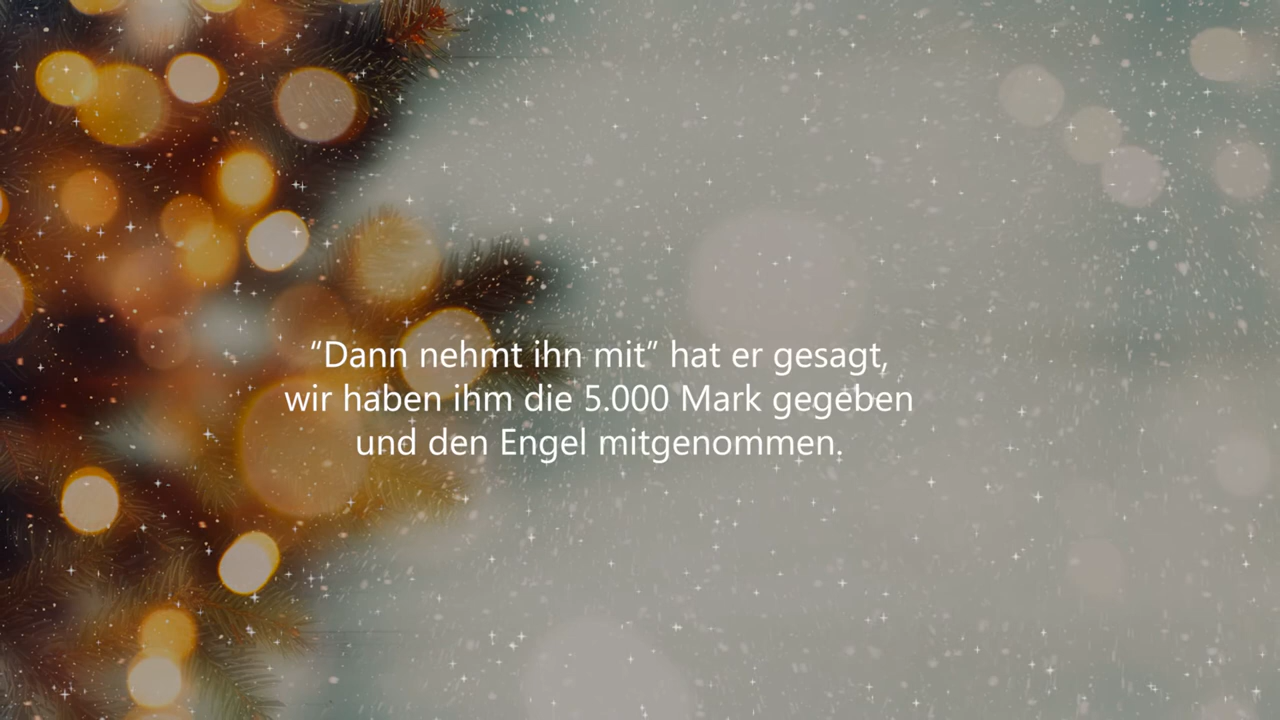 “Dann nehmt ihn mit” hat er gesagt,
wir haben ihm die 5.000 Mark gegeben
und den Engel mitgenommen.